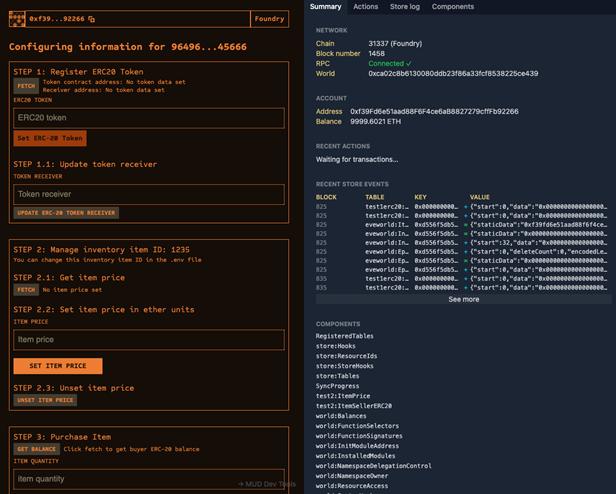 0xf39...92266
Foundry
Configuring information for 96496...45666
STEP 1: Register ERC20 Token
FETCH
Token contract address: No token data set
Receiver address: No token data set
ERC20 TOKEN
ERC20 token
Set ERC-20 Token
STEP 1.1: Update token receiver
TOKEN RECEIVER
Token receiver
UPDATE ERC-20 TOKEN RECEIVER
STEP 2: Manage inventory item ID: 1235
You can change this inventory item ID in the .env file
STEP 2.1: Get item price
FETCH No item price set
STEP 2.2: Set item price in ether units
ITEM PRICE
Item price
SET ITEM PRICE
STEP 2.3: Unset item price
UNSET ITEM PRICE
STEP 3: Purchase Item
GET BALANCE Click fetch to get buyer ERC-20 balance
ITEM QUANTITY
Item quantity
→ MUD Dev Tools
Summary Actions Store log Components
NETWORK
Chain 31337 (Foundry)
Block number 1458
RPC Connected ✓
World 0xca02c8b6130080ddb23f86a33fcf8538225ce439
ACCOUNT
Address 0xf39Fd6e51aad88F6F4ce6aB8827279cffFb92266
Balance 9999.6021 ETH
RECENT ACTIONS
Waiting for transactions…
RECENT STORE EVENTS
BLOCK TABLE KEY VALUE
825 test1erc20:… 0x000000000… + {"start":0,"data":"0x0000000000000000…
825 test1erc20:… 0x000000000… + {"start":0,"data":"0x0000000000000000…
825 eveworld:It… 0xd556f5db5… = {"staticData":"0xf39fd6e51aad88f6f4ce…
825 eveworld:In… 0xd556f5db5… = {"staticData":"0x00000000000000000000…
825 eveworld:In… 0xd556f5db5… + {"start":32,"data":"0x000000000000000…
825 eveworld:Ep… 0xd556f5db5… + {"start":0,"deleteCount":0,"encodedLe…
825 eveworld:Ep… 0xd556f5db5… = {"staticData":"0x00000000000000000000…
835 test1erc20:… 0x000000000… + {"start":0,"data":"0x0000000000000000…
835 test1erc20:… 0x000000000… + {"start":0,"data":"0x0000000000000000…
835 eveworld:Ep… 0xd556f5db5… + {"start":0,"data":"0x0000000000000000…
See more
COMPONENTS
RegisteredTables
store:Hooks
store:ResourceIds
store:StoreHooks
store:Tables
SyncProgress
test2:ItemPrice
test2:ItemSellerERC20
world:Balances
world:FunctionSelectors
world:FunctionSignatures
world:InitModuleAddress
world:InstalledModules
world:NamespaceDelegationControl
world:NamespaceOwner
world:ResourceAccess